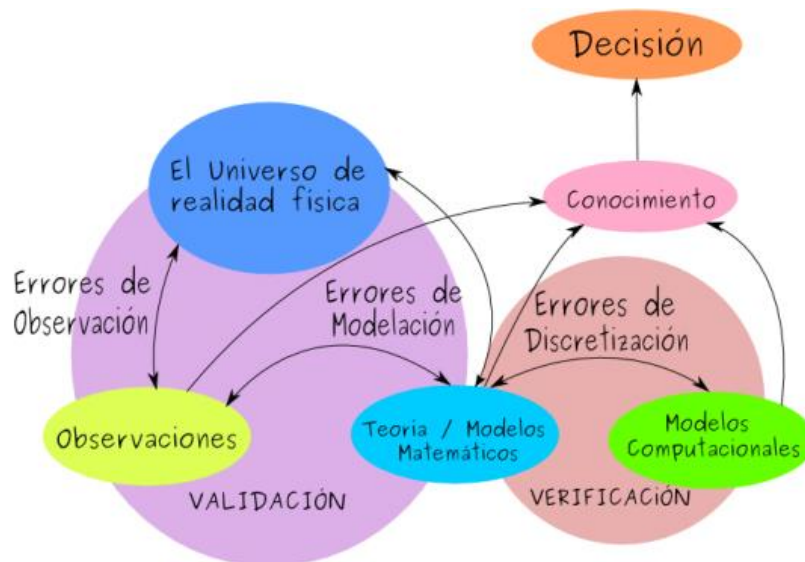 Decisión
El Universo de
realidad física
Conocimiento
Errores de
Observación
Errores de
Modelación
Errores de
Discretización
Observaciones
Teoría / Modelos
Matemáticos
Modelos
Computacionales
VALIDACIÓN
VERIFICACIÓN